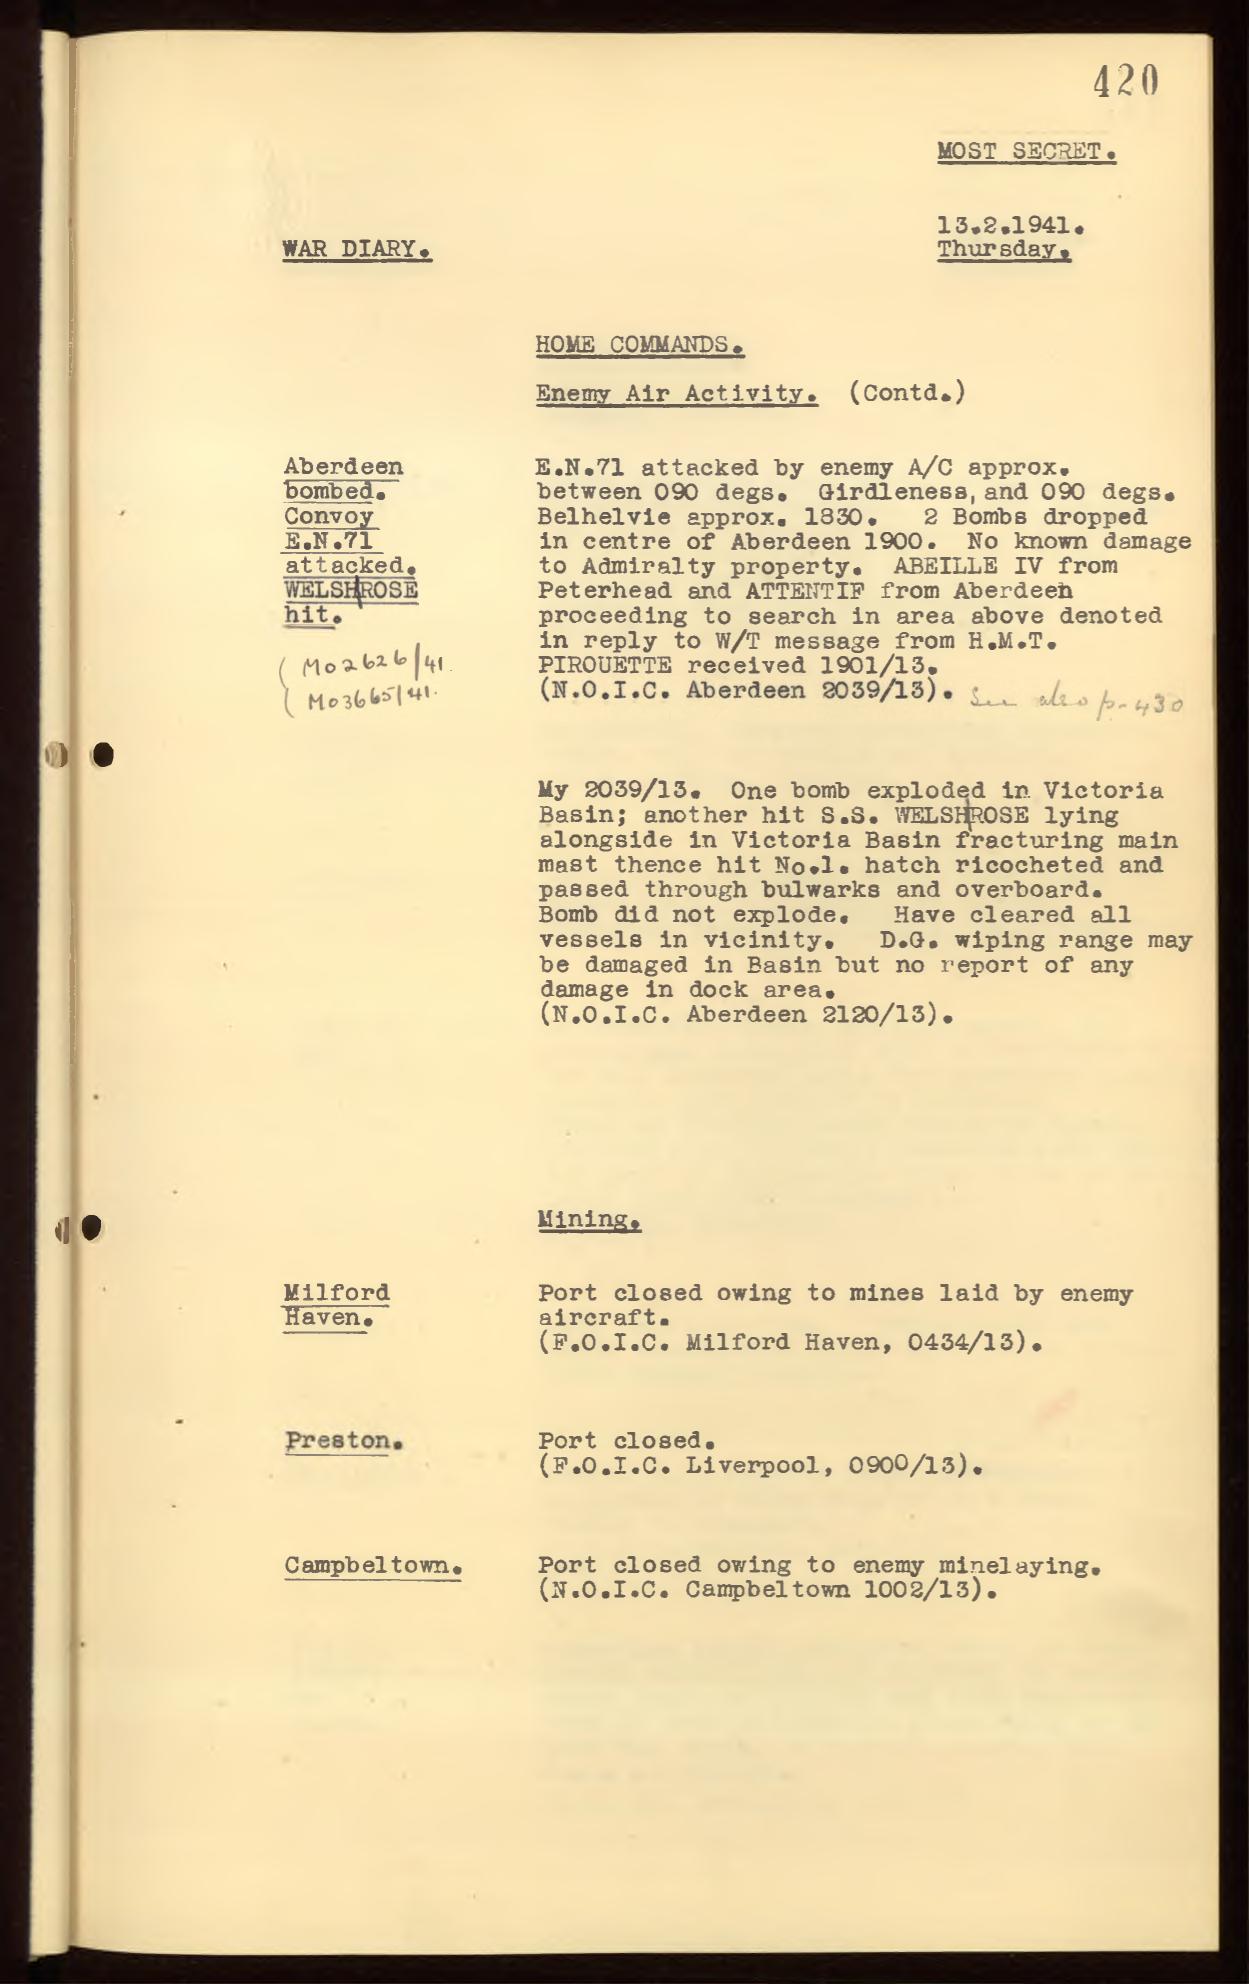 420
MOST SECRET.
13.2.1941.
Thursday.
WAR DIARY.
HOME COMMANDS.
Enemy Air Activity. (Contd.)
Aberdeen
bombed.
Convoy
E.N.71
attacked.
WELSH|ROSE
hit.
(M02626/41.
(M03665/41.
E.N.71 attacked by enemy A/C approx.
between 090 degs. Girdleness, and 090 degs.
Belhelvie approx. 1830. 2 Bombs dropped
in centre of Aberdeen 1900. No known damage
to Admiralty property. ABEILLE IV from
Peterhead and ATTENTIF from Aberdeen
proceeding to search in area above denoted
in reply to W/T message from H.M.T.
PIROUETTE received 1901/13.
(N.O.I.C. Aberdeen 2039/13). See also p. 430
My 2039/13. One bomb exploded in Victoria
Basin; another hit S.S. WELSH|ROSE lying
alongside in Victoria Basin fracturing main
mast thence hit No.1. hatch ricocheted and
passed through bulwarks and overboard.
Bomb did not explode. Have cleared all
vessels in vicinity. D.G. wiping range may
be damaged in Basin but no report of any
damage in dock area.
(N.O.I.C. Aberdeen 2120/13).
Mining.
Milford
Haven.
Port closed owing to mines laid by enemy
aircraft.
(F.O.I.C. Milford Haven, 0434/13).
Preston.
Port closed.
(F.O.I.C. Liverpool, 0900/13).
Campbeltown.
Port closed owing to enemy minelaying.
(N.O.I.C. Campbeltown 1002/13).